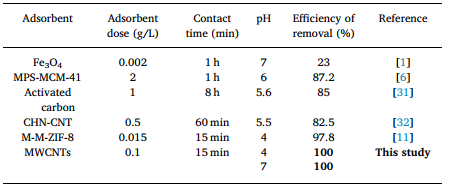 Adsorbent Adsorbent Contact pH Efficiency of Reference
dose (g/L) time (min) removal (%)
Fe3O4 0.002 1 h 7 23 [1]
MPS-MCM-41 2 1 h 6 87.2 [6]
Activated 1 8 h 5.6 85 [31]
carbon
CHN-CNT 0.5 60 min 5.5 82.5 [32]
M-M-ZIF-8 0.015 15 min 4 97.8 [11]
MWCNTs 0.1 15 min 4 100 This study
7 100